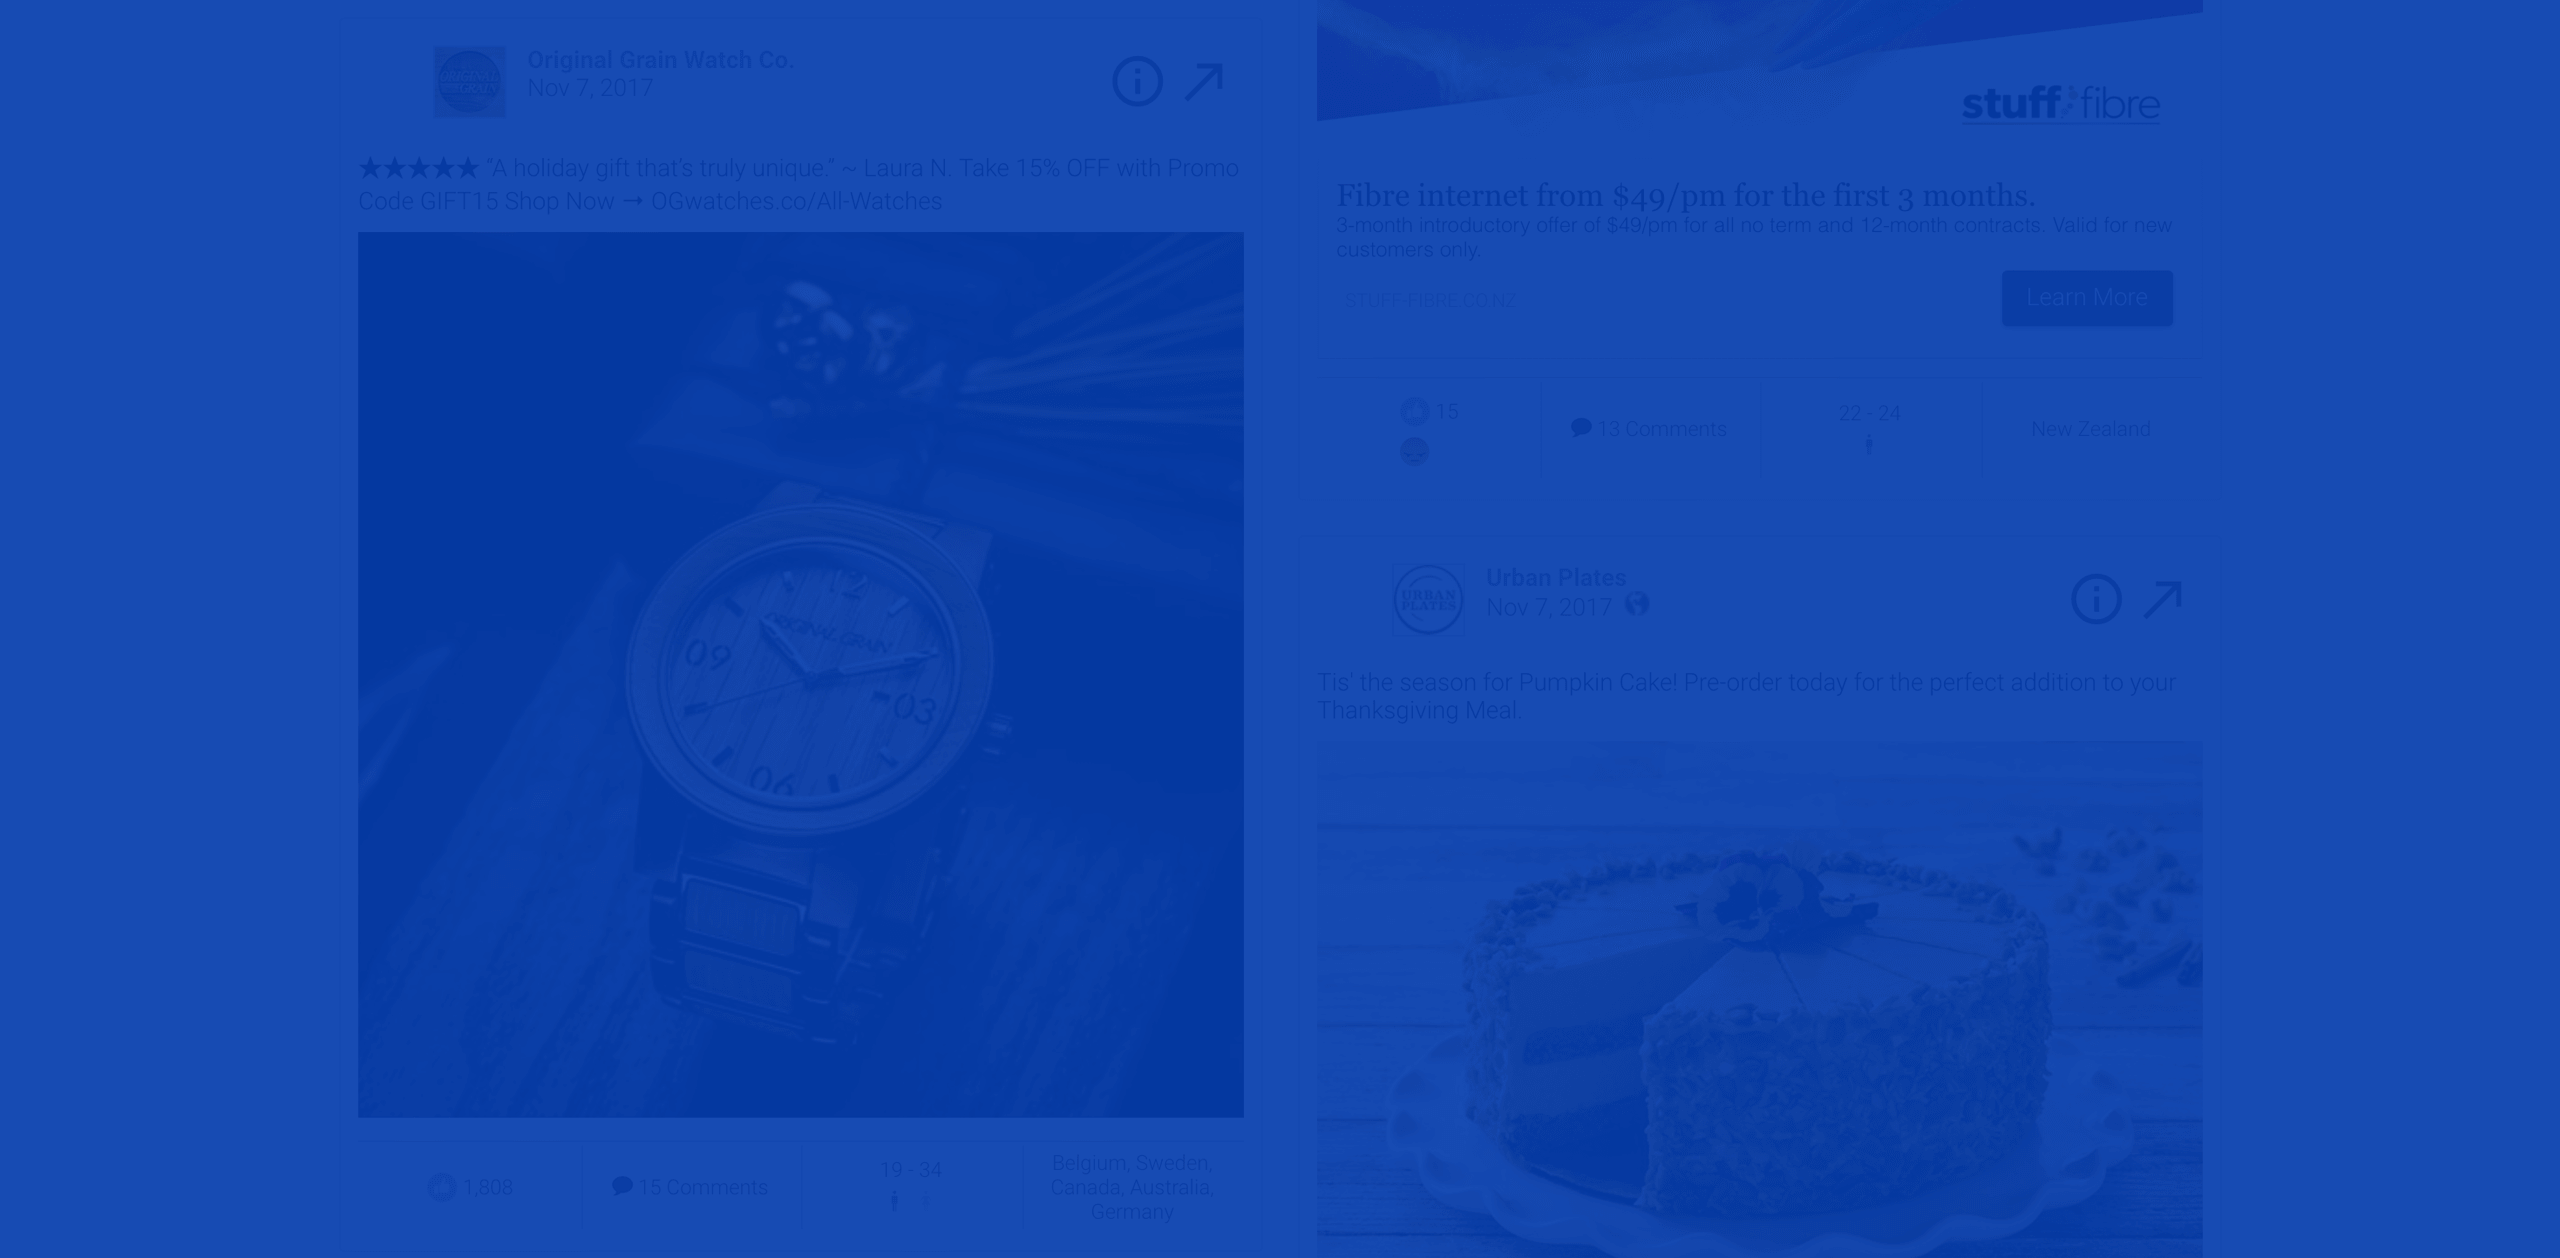 Original Grain Watch Co.
Nov 7, 2017
★★★★★ “A holiday gift that’s truly unique.” ~ Laura N. Take 15% OFF with Promo
Code GIFT15 Shop Now → OGwatches.co/All-Watches
ORIGINAL GRAIN
12
09
03
06
1,808
15 Comments
19 - 34
Belgium, Sweden,
Canada, Australia,
Germany
stuff fibre
Fibre internet from $49/pm for the first 3 months.
3-month introductory offer of $49/pm for all no term and 12-month contracts. Valid for new
customers only.
STUFF-FIBRE.CO.NZ
Learn More
15
13 Comments
22 - 24
New Zealand
URBAN
PLATES
Urban Plates
Nov 7, 2017
Tis' the season for Pumpkin Cake! Pre-order today for the perfect addition to your
Thanksgiving Meal.